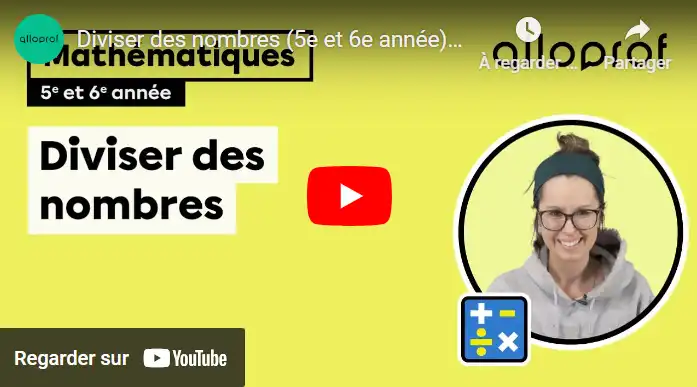 alloprof
Diviser des nombres (5e et 6e année)...
alloprof
À regarder ...
Partager
Mathématiques
5e et 6e année
Diviser des
nombres
Regarder sur YouTube